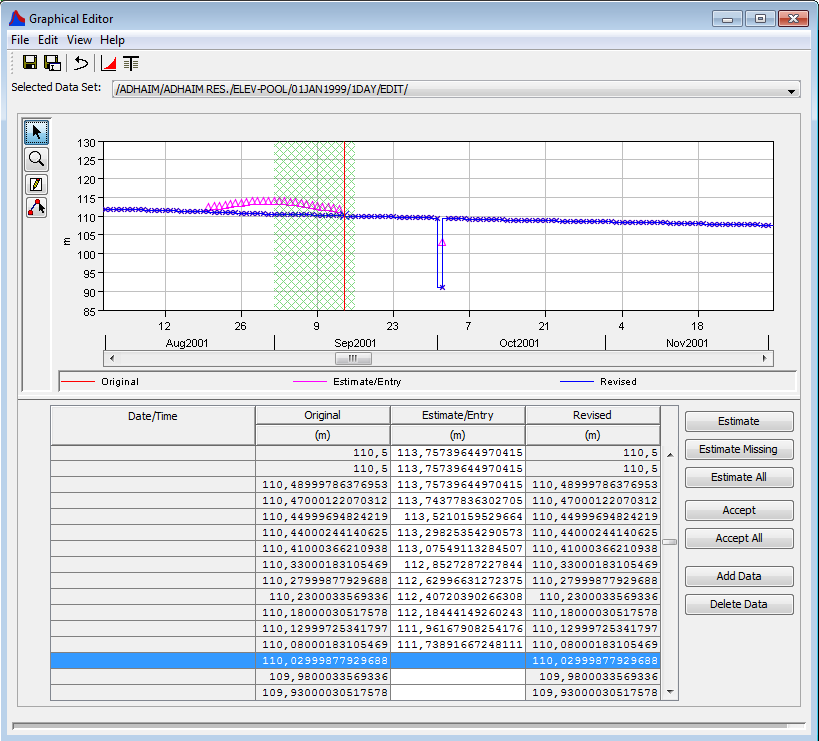 Graphical Editor
File Edit View Help
Selected Data Set: /ADHAIM/ADHAIM RES./ELEV-POOL/01JAN1999/1DAY/EDIT/
130
125
120
115
110
105
100
95
90
85
m
12 26 9 23 7 21 4 18
Aug2001 Sep2001 Oct2001 Nov2001
Original Estimate/Entry Revised
Date/Time Original Estimate/Entry Revised
(m) (m) (m)
110,5 113,75739644970415 110,5
110,5 113,75739644970415 110,5
110,48999786376953 113,75739644970415 110,48999786376953
110,47000122070312 113,74377836302705 110,47000122070312
110,44999694824219 113,5210159529664 110,44999694824219
110,44000244140625 113,29825354290573 110,44000244140625
110,41000366210938 113,07549113284507 110,41000366210938
110,33000183105469 112,8527287227844 110,33000183105469
110,27999877929688 112,62996631272375 110,27999877929688
110,2300033569336 112,40720390266308 110,2300033569336
110,18000030517578 112,18444149260243 110,18000030517578
110,12999725341797 111,96167908254176 110,12999725341797
110,08000183105469 111,73891667248111 110,08000183105469
110,02999877929688 110,02999877929688
109,9800033569336 109,9800033569336
109,93000030517578 109,93000030517578
Estimate
Estimate Missing
Estimate All
Accept
Accept All
Add Data
Delete Data